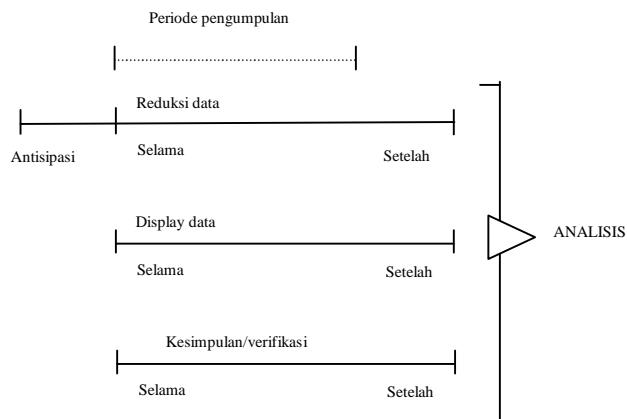 Periode pengumpulan
Reduksi data
Antisipasi
Selama
Setelah
Display data
ANALISIS
Selama
Setelah
Kesimpulan/verifikasi
Selama
Setelah